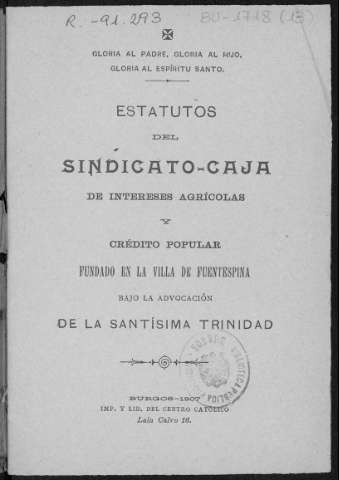 R. -91.293 BU-1718 (13)
GLORIA AL PADRE, GLORIA AL HIJO,
GLORIA AL ESPÍRITU SANTO.
ESTATUTOS
DEL
SINDICATO-CAJA
DE INTERESES AGRÍCOLAS
Y
CRÉDITO POPULAR
FUNDADO EN LA VILLA DE FUENTESPINA
BAJO LA ADVOCACIÓN
DE LA SANTÍSIMA TRINIDAD
BURGOS-1907
IMP. Y LIB. DEL CENTRO CATÓLICO
Laín Calvo 16.
BURGOS